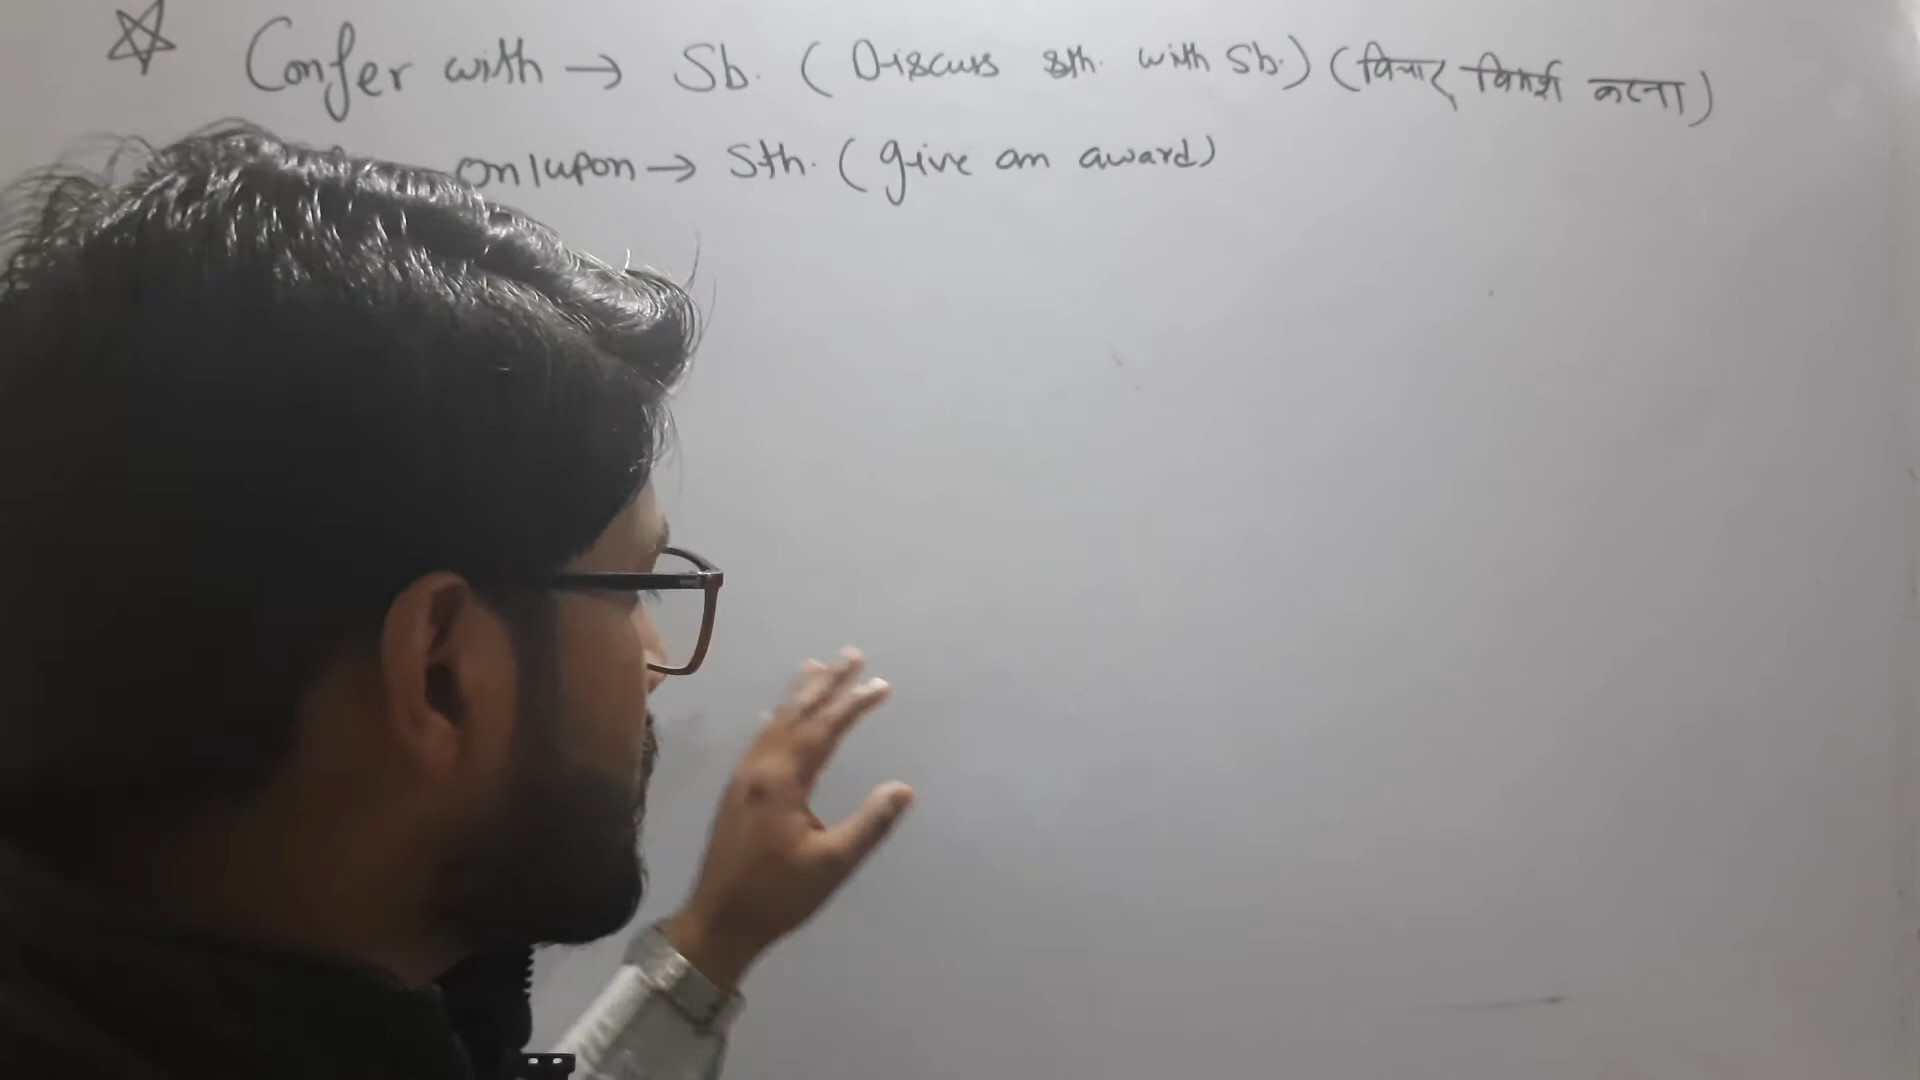 Confer with → Sb. (Discuss sth. with Sb.) (विचार विमर्श करना)
on/upon → Sth. (give an award)